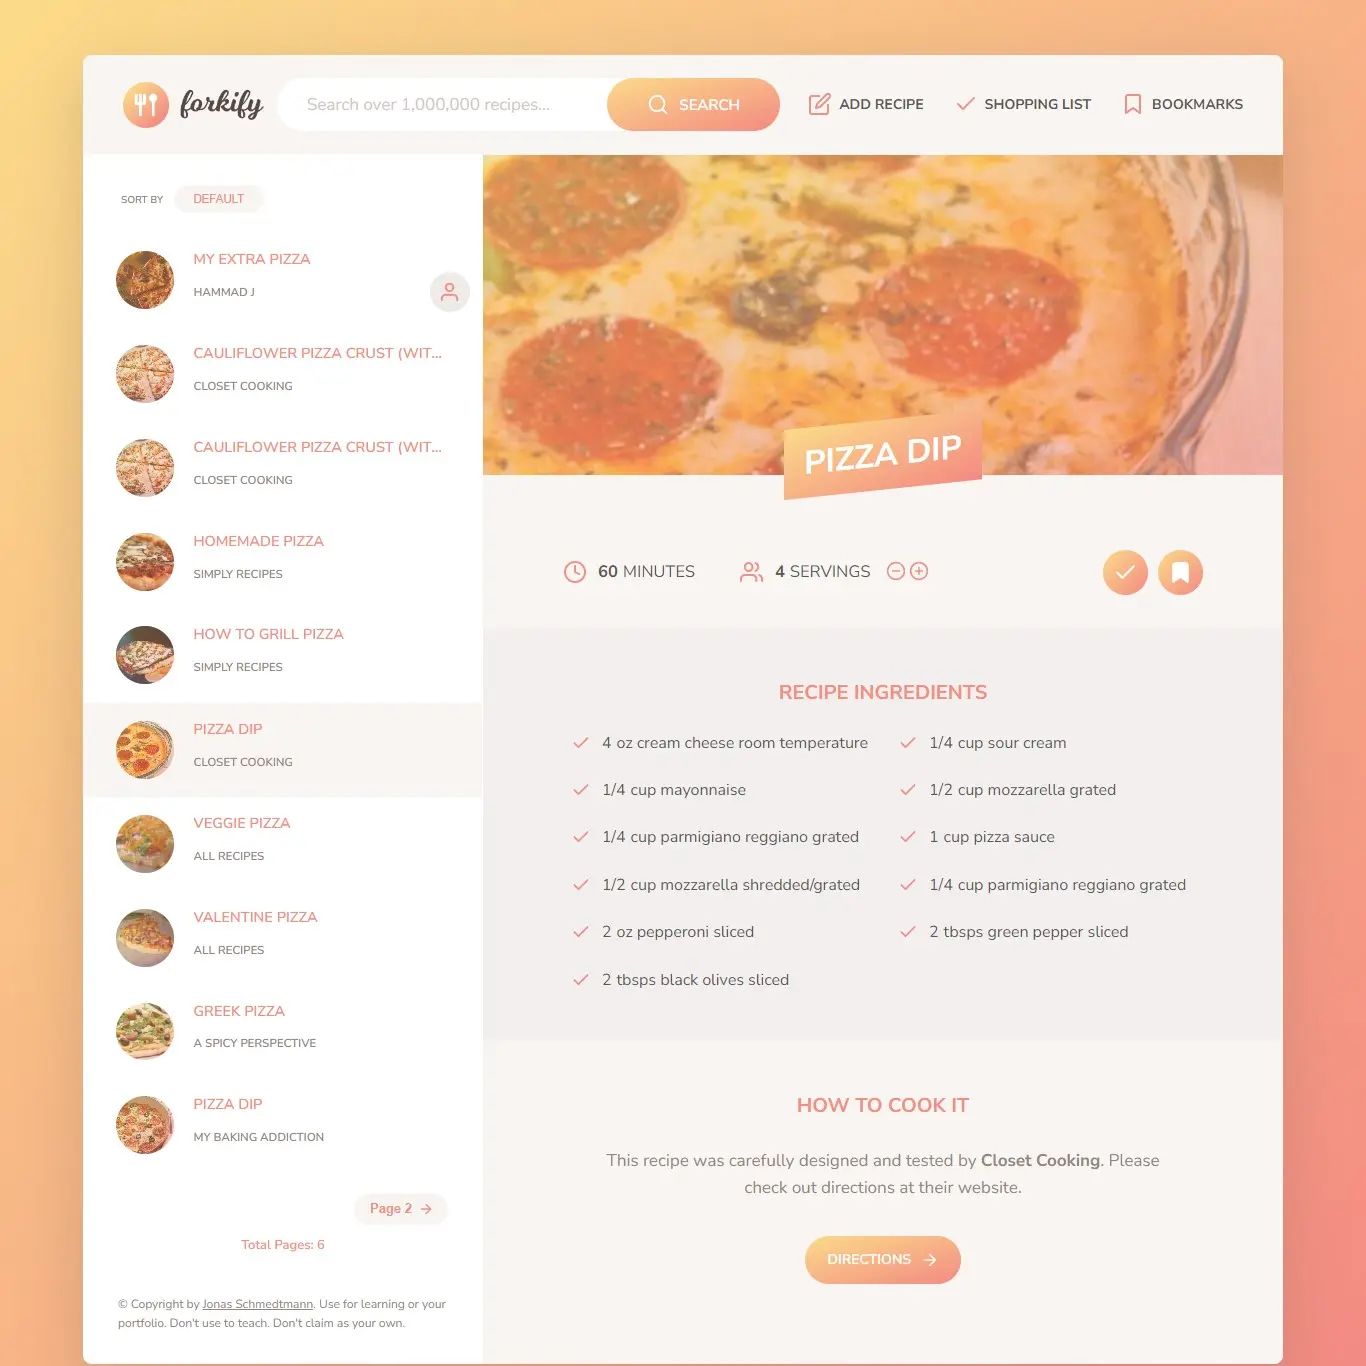 forkify
Search over 1,000,000 recipes...
SEARCH
ADD RECIPE
SHOPPING LIST
BOOKMARKS
SORT BY
DEFAULT
MY EXTRA PIZZA
HAMMAD J
CAULIFLOWER PIZZA CRUST (WIT...
CLOSET COOKING
CAULIFLOWER PIZZA CRUST (WIT...
CLOSET COOKING
HOMEMADE PIZZA
SIMPLY RECIPES
HOW TO GRILL PIZZA
SIMPLY RECIPES
PIZZA DIP
CLOSET COOKING
VEGGIE PIZZA
ALL RECIPES
VALENTINE PIZZA
ALL RECIPES
GREEK PIZZA
A SPICY PERSPECTIVE
PIZZA DIP
MY BAKING ADDICTION
Page 2
Total Pages: 6
© Copyright by Jonas Schmedtmann. Use for learning or your
portfolio. Don't use to teach. Don't claim as your own.
PIZZA DIP
60 MINUTES
4 SERVINGS
RECIPE INGREDIENTS
4 oz cream cheese room temperature
1/4 cup sour cream
1/4 cup mayonnaise
1/2 cup mozzarella grated
1/4 cup parmigiano reggiano grated
1 cup pizza sauce
1/2 cup mozzarella shredded/grated
1/4 cup parmigiano reggiano grated
2 oz pepperoni sliced
2 tbsps green pepper sliced
2 tbsps black olives sliced
HOW TO COOK IT
This recipe was carefully designed and tested by Closet Cooking. Please
check out directions at their website.
DIRECTIONS